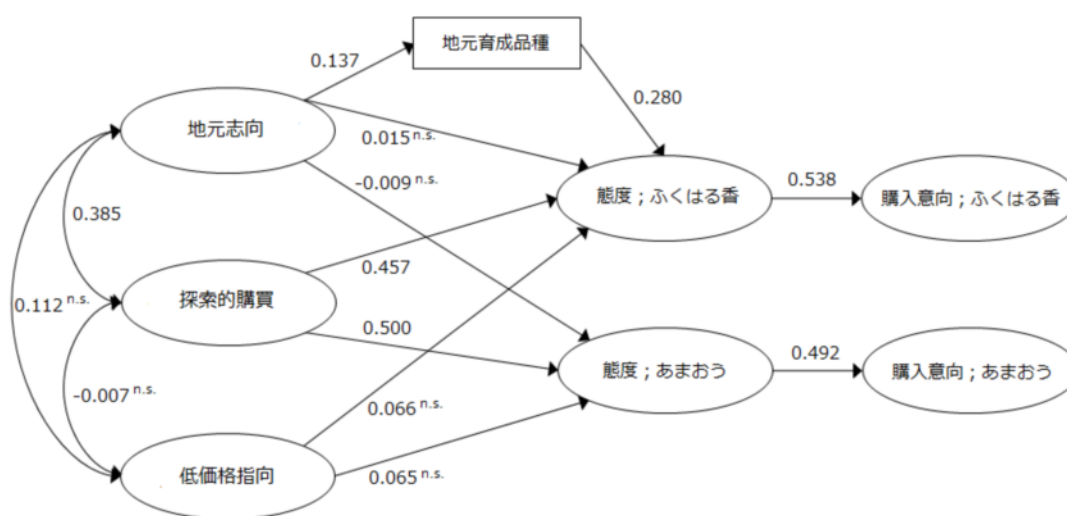 地元育成品種
0.137
0.280
地元志向
0.015 n.s.
-0.009 n.s.
態度；ふくはる香
0.538
購入意向；ふくはる香
0.385
0.457
探索的購買
0.112 n.s.
0.500
態度；あまおう
0.492
購入意向；あまおう
-0.007 n.s.
0.066 n.s.
低価格指向
0.065 n.s.